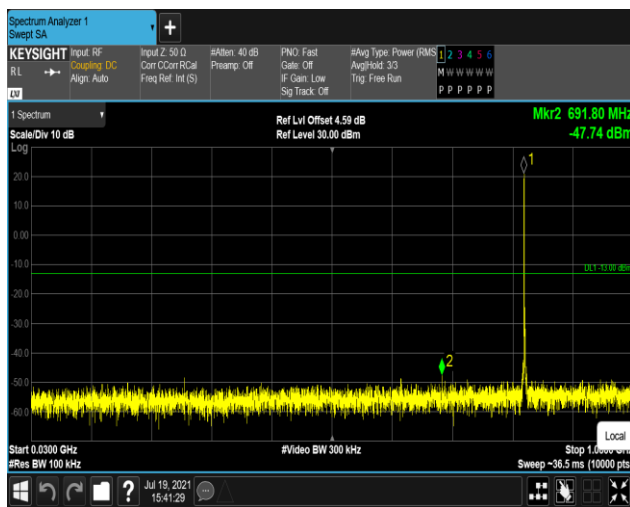 Spectrum Analyzer 1
Swept SA
+
KEYSIGHT
RL
LXI
Input: RF
Coupling: DC
Align: Auto
Input Z: 50 Ω
Corr CCorr RCal
Freq Ref: Int (S)
#Atten: 40 dB
Preamp: Off
PNO: Fast
Gate: Off
IF Gain: Low
Sig Track: Off
#Avg Type: Power (RMS
Avg|Hold: 3/3
Trig: Free Run
1 2 3 4 5 6
M W W W W W
P P P P P P
1 Spectrum
Scale/Div 10 dB
Log
Ref Lvl Offset 4.59 dB
Ref Level 30.00 dBm
Mkr2 691.80 MHz
-47.74 dBm
1
20.0
10.0
0.00
-10.0
DL1 -13.00 dBm
-20.0
-30.0
-40.0
2
-50.0
-60.0
Local
Start 0.0300 GHz
#Res BW 100 kHz
#Video BW 300 kHz
Stop 1.0000 GHz
Sweep ~36.5 ms (10000 pts
?
Jul 19, 2021
15:41:29